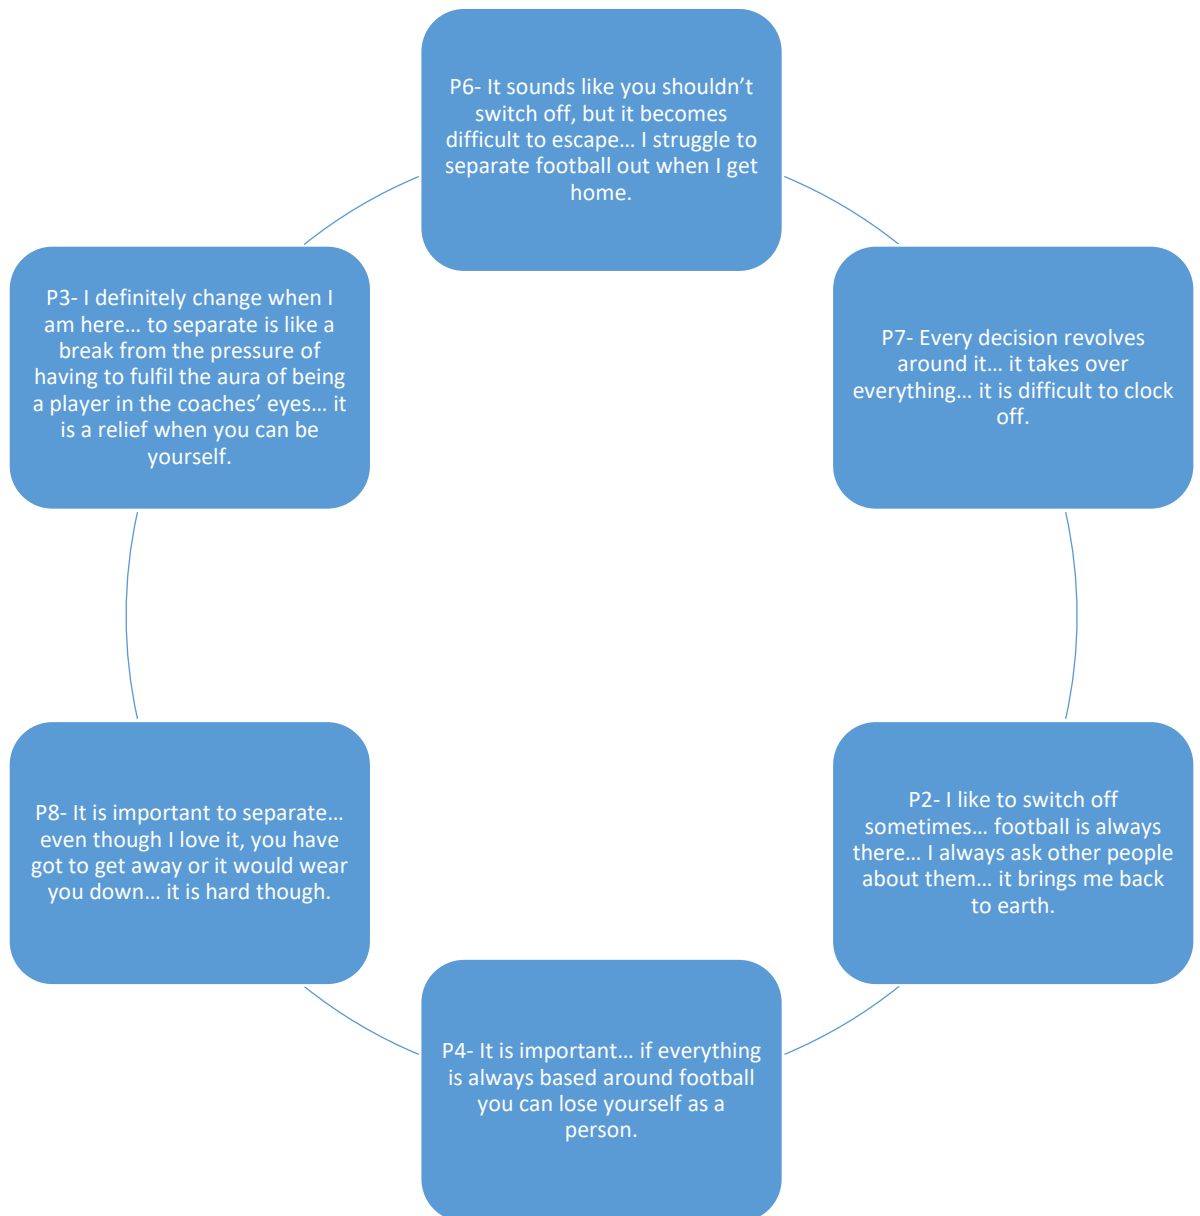 P6- It sounds like you shouldn’t
switch off, but it becomes
difficult to escape… I struggle to
separate football out when I get
home.
P7- Every decision revolves
around it… it takes over
everything… it is difficult to clock
off.
P2- I like to switch off
sometimes… football is always
there… I always ask other people
about them… it brings me back
to earth.
P4- It is important… if everything
is always based around football
you can lose yourself as a
person.
P8- It is important to separate…
even though I love it, you have
got to get away or it would wear
you down… it is hard though.
P3- I definitely change when I
am here… to separate is like a
break from the pressure of
having to fulfil the aura of being
a player in the coaches’ eyes… it
is a relief when you can be
yourself.